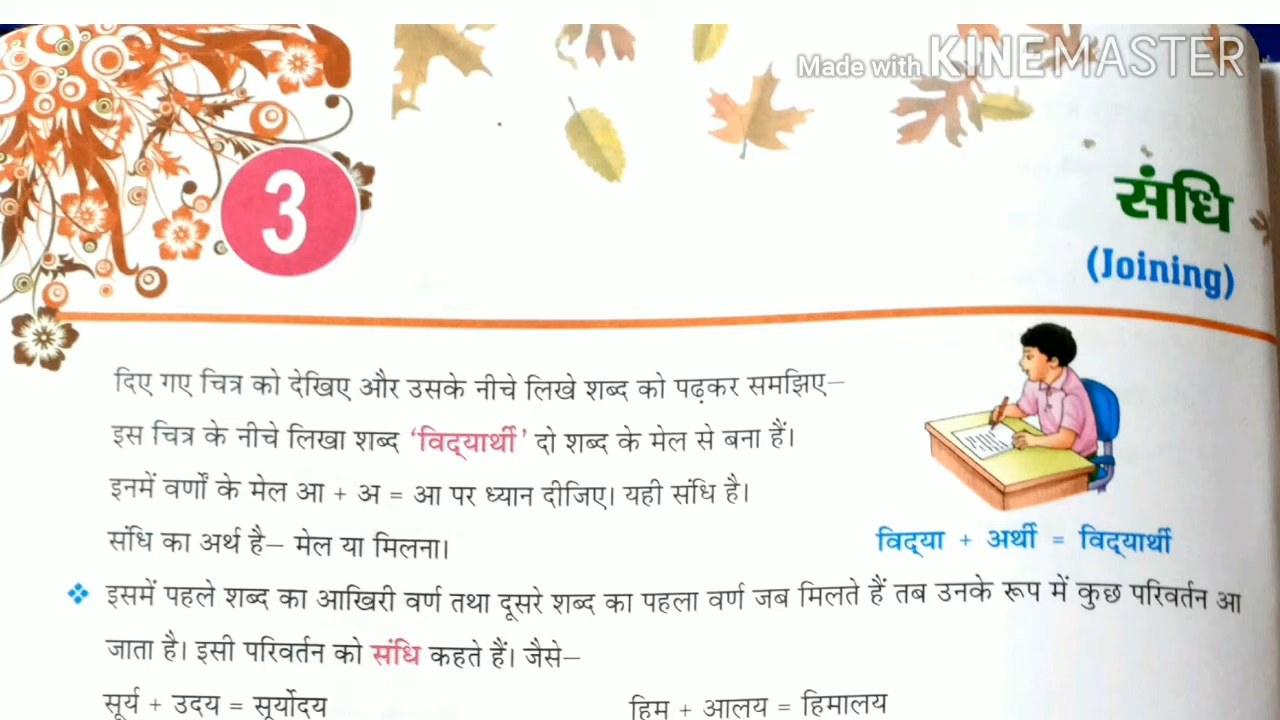 Made with KINEMASTER
3
संधि
(Joining)
दिए गए चित्र को देखिए और उसके नीचे लिखे शब्द को पढ़कर समझिए–
इस चित्र के नीचे लिखा शब्द ‘विद्‌यार्थी’ दो शब्द के मेल से बना हैं।
इनमें वर्णों के मेल आ + अ = आ पर ध्यान दीजिए। यही संधि है।
संधि का अर्थ है– मेल या मिलना।
विद्‌या + अर्थी = विद्‌यार्थी
❖ इसमें पहले शब्द का आखिरी वर्ण तथा दूसरे शब्द का पहला वर्ण जब मिलते हैं तब उनके रूप में कुछ परिवर्तन आ
जाता है। इसी परिवर्तन को संधि कहते हैं। जैसे–
सूर्य + उदय = सूर्योदय
हिम + आलय = हिमालय